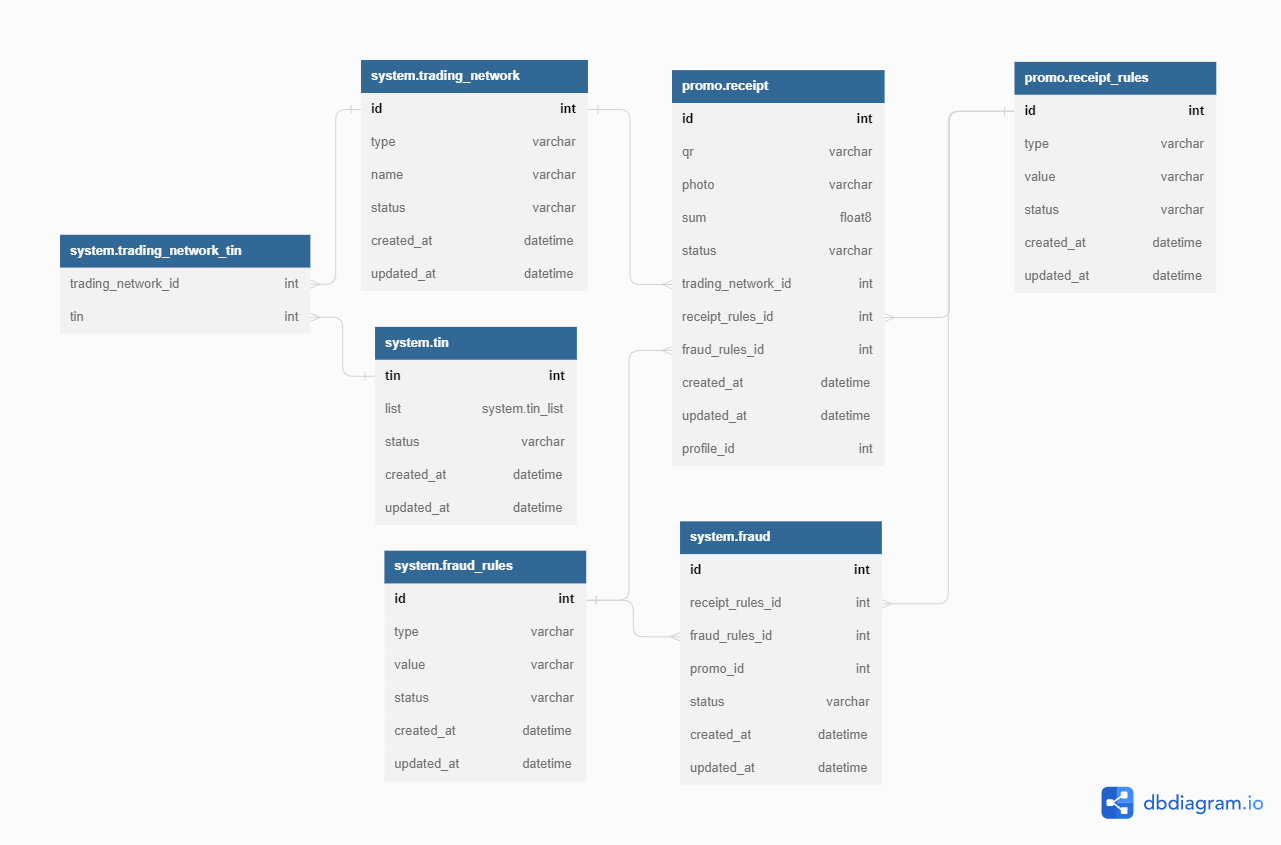 system.trading_network
id int
type varchar
name varchar
status varchar
created_at datetime
updated_at datetime
system.trading_network_tin
trading_network_id int
tin int
system.tin
tin int
list system.tin_list
status varchar
created_at datetime
updated_at datetime
system.fraud_rules
id int
type varchar
value varchar
status varchar
created_at datetime
updated_at datetime
promo.receipt
id int
qr varchar
photo varchar
sum float8
status varchar
trading_network_id int
receipt_rules_id int
fraud_rules_id int
created_at datetime
updated_at datetime
profile_id int
system.fraud
id int
receipt_rules_id int
fraud_rules_id int
promo_id int
status varchar
created_at datetime
updated_at datetime
promo.receipt_rules
id int
type varchar
value varchar
status varchar
created_at datetime
updated_at datetime
dbdiagram.io